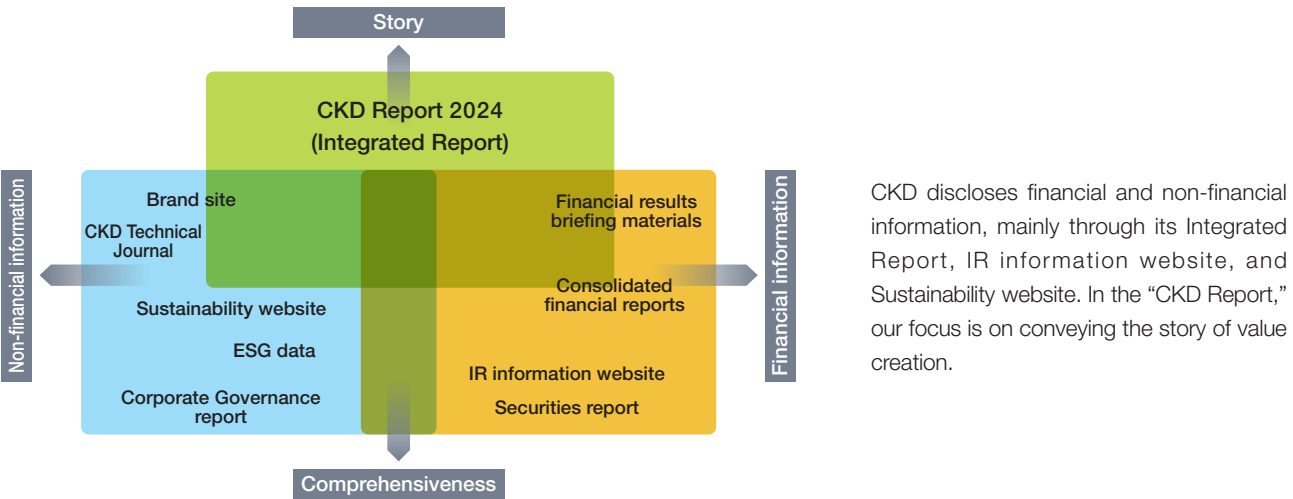 Story
CKD Report 2024
(Integrated Report)
Non-financial information
Brand site
CKD Technical
Journal
Sustainability website
ESG data
Corporate Governance
report
Financial results
briefing materials
Consolidated
financial reports
IR information website
Securities report
Financial information
Comprehensiveness
CKD discloses financial and non-financial
information, mainly through its Integrated
Report, IR information website, and
Sustainability website. In the “CKD Report,”
our focus is on conveying the story of value
creation.